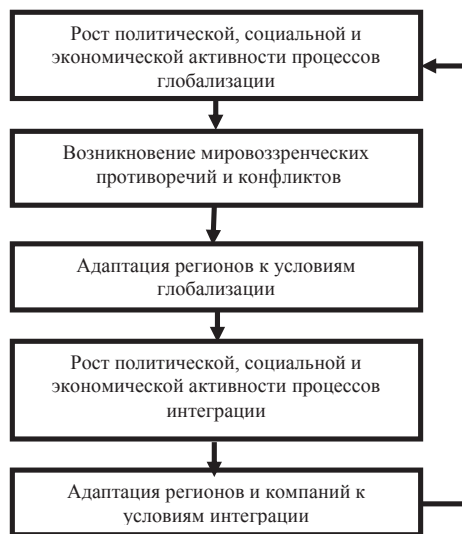 Рост политической, социальной и
экономической активности процессов
глобализации
Возникновение мировоззренческих
противоречий и конфликтов
Адаптация регионов к условиям
глобализации
Рост политической, социальной и
экономической активности процессов
интеграции
Адаптация регионов и компаний к
условиям интеграции